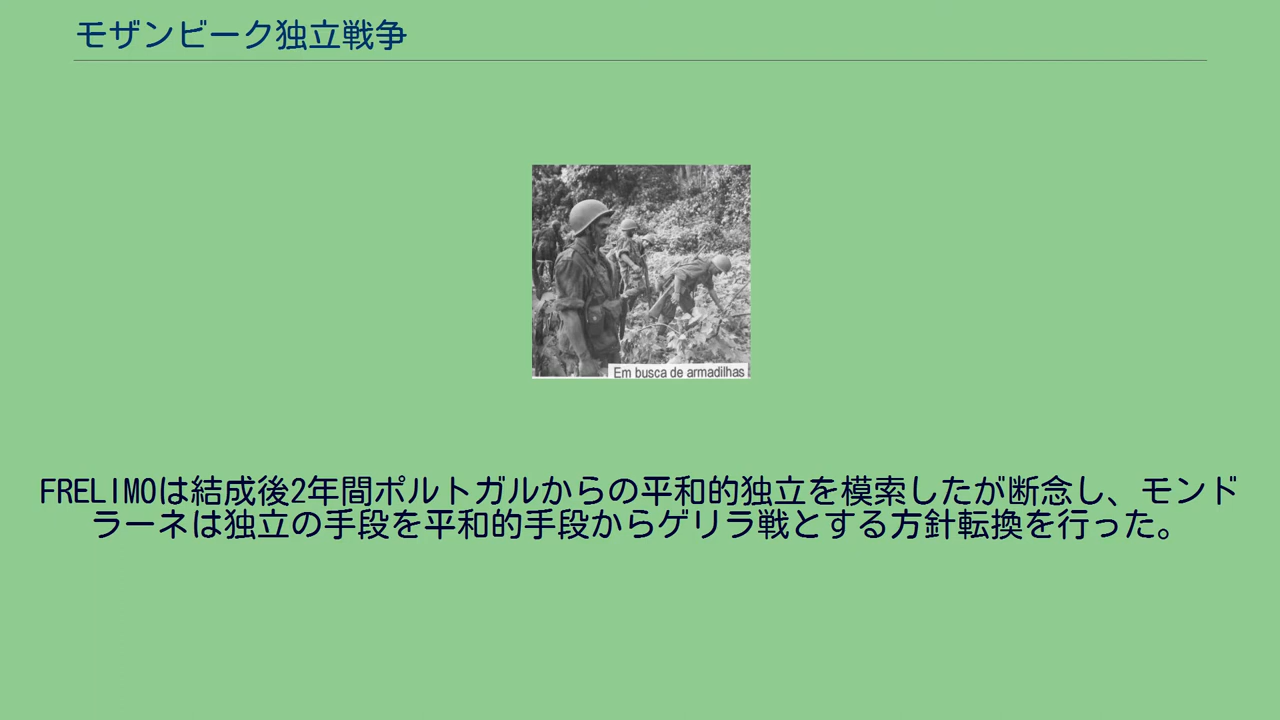 モザンビーク独立戦争
Em busca de armadilhas
FRELIMOは結成後2年間ポルトガルからの平和的独立を模索したが断念し、モンド
ラーネは独立の手段を平和的手段からゲリラ戦とする方針転換を行った。